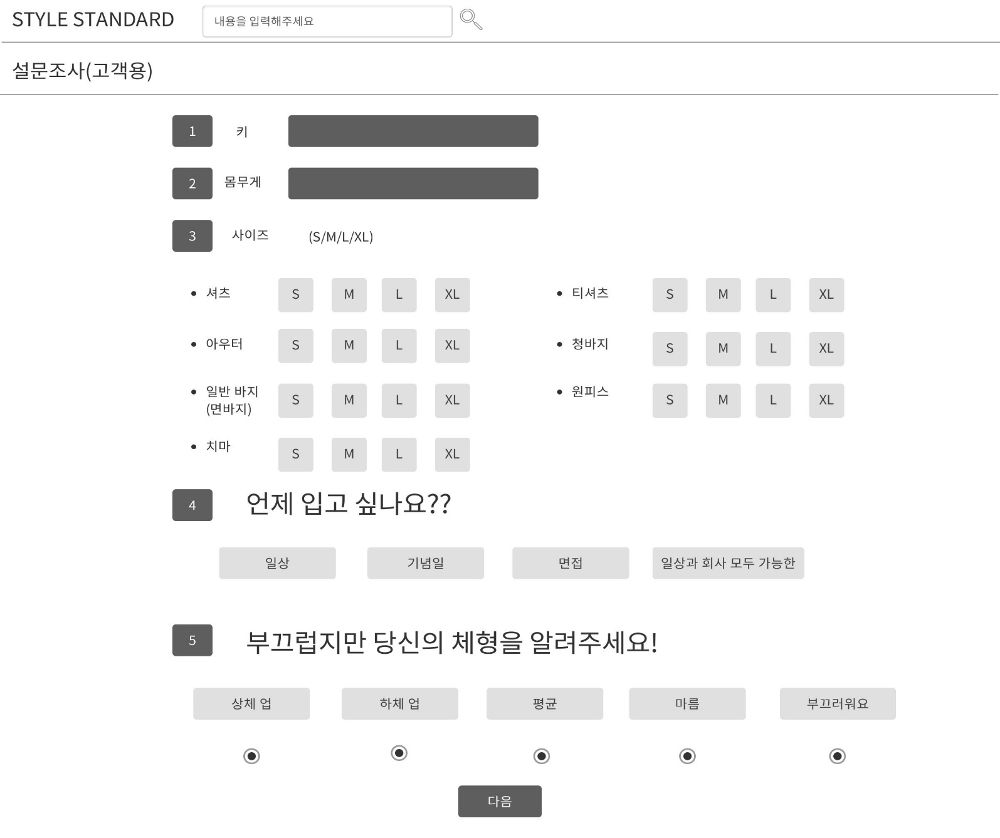 STYLE STANDARD
내용을 입력해주세요
설문조사(고객용)
1 키
2 몸무게
3 사이즈 (S/M/L/XL)
• 셔츠 S M L XL
• 티셔츠 S M L XL
• 아우터 S M L XL
• 청바지 S M L XL
• 일반 바지
(면바지) S M L XL
• 원피스 S M L XL
• 치마 S M L XL
4 언제 입고 싶나요??
일상 기념일 면접 일상과 회사 모두 가능한
5 부끄럽지만 당신의 체형을 알려주세요!
상체 업 하체 업 평균 마름 부끄러워요
다음